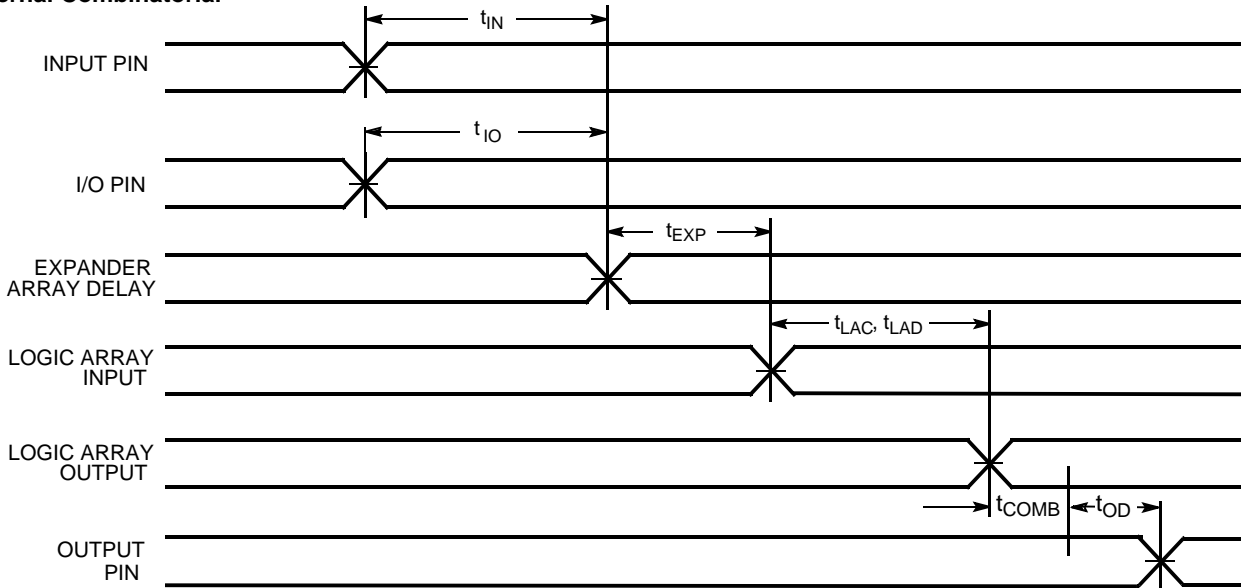 ernal Combinatorial
tIN
INPUT PIN
tIO
I/O PIN
tEXP
EXPANDER
ARRAY DELAY
tLAC, tLAD
LOGIC ARRAY
INPUT
LOGIC ARRAY
OUTPUT
tCOMB
tOD
OUTPUT
PIN